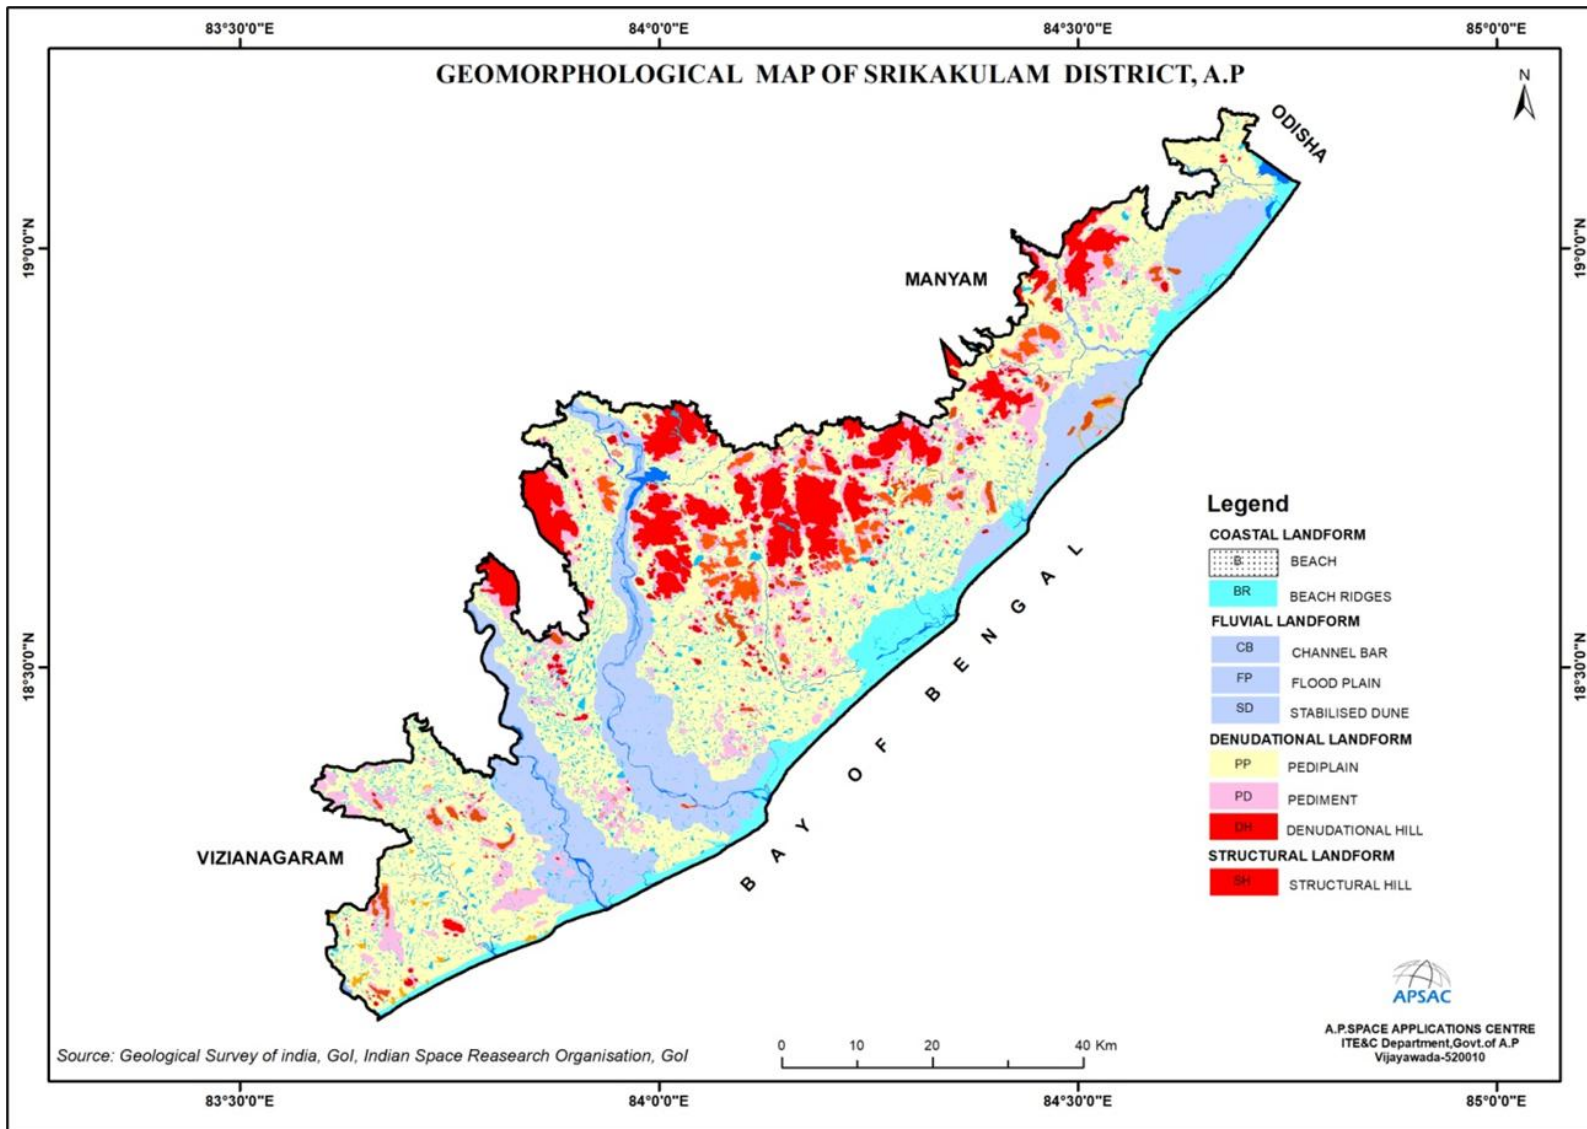 83°30'0"E 84°0'0"E 84°30'0"E 85°0'0"E
GEOMORPHOLOGICAL MAP OF SRIKAKULAM DISTRICT, A.P
N
ODISHA
19°0'0"N 19°0'0"N
MANYAM
Legend
COASTAL LANDFORM
B BEACH
BR BEACH RIDGES
FLUVIAL LANDFORM
CB CHANNEL BAR
FP FLOOD PLAIN
SD STABILISED DUNE
DENUDATIONAL LANDFORM
PP PEDIPLAIN
PD PEDIMENT
DH DENUDATIONAL HILL
STRUCTURAL LANDFORM
SH STRUCTURAL HILL
18°30'0"N 18°30'0"N
BAY OF BENGAL
VIZIANAGARAM
APSAC
A.P.SPACE APPLICATIONS CENTRE
ITE&C Department,Govt.of A.P
Vijayawada-520010
Source: Geological Survey of india, GoI, Indian Space Reasearch Organisation, GoI
0 10 20 40 Km
83°30'0"E 84°0'0"E 84°30'0"E 85°0'0"E